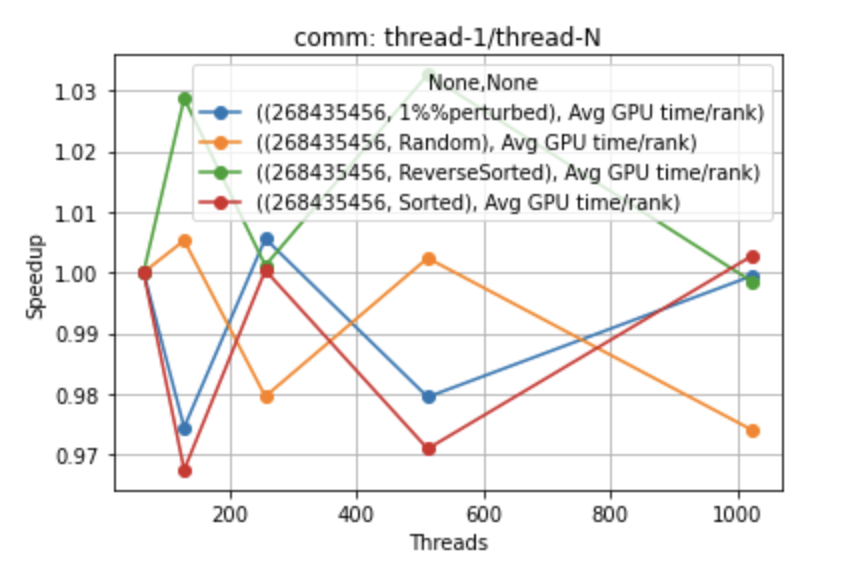 comm: thread-1/thread-N
None,None
((268435456, 1%%perturbed), Avg GPU time/rank)
((268435456, Random), Avg GPU time/rank)
((268435456, ReverseSorted), Avg GPU time/rank)
((268435456, Sorted), Avg GPU time/rank)
Speedup
1.03
1.02
1.01
1.00
0.99
0.98
0.97
200 400 600 800 1000
Threads